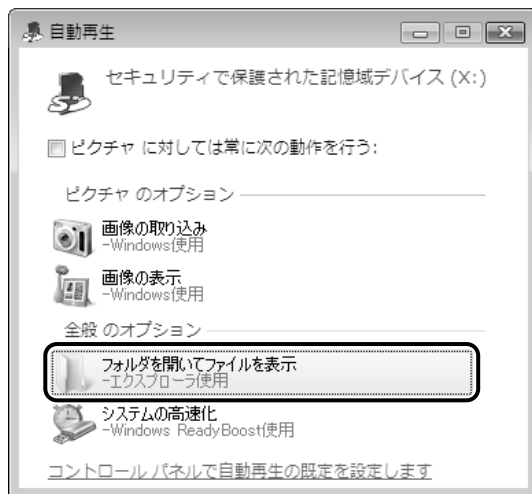 自動再生
セキュリティで保護された記憶域デバイス (X:)
ピクチャ に対しては常に次の動作を行う:
ピクチャ のオプション
画像の取り込み
-Windows使用
画像の表示
-Windows使用
全般 のオプション
フォルダを開いてファイルを表示
-エクスプローラ使用
システムの高速化
-Windows ReadyBoost使用
コントロール パネルで自動再生の既定を設定します